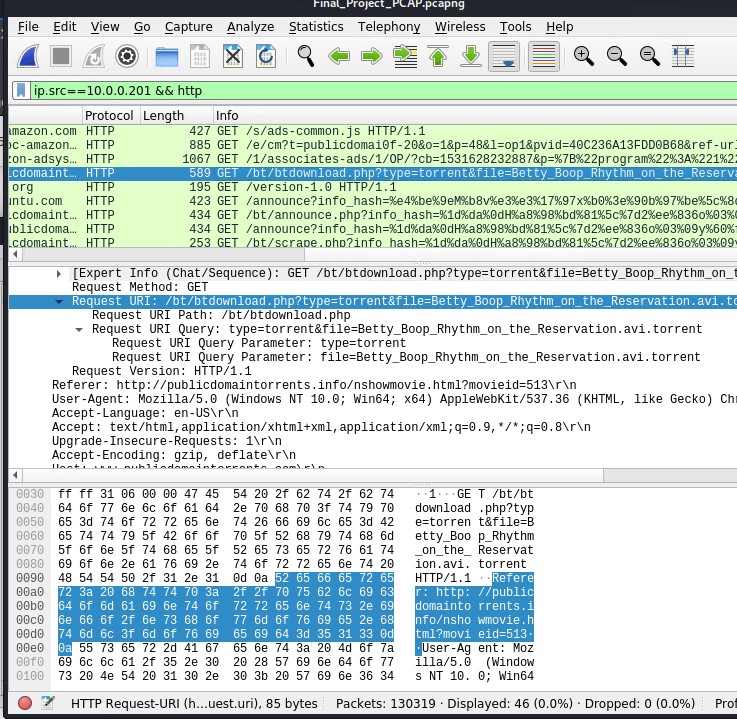 Final_Project_PCAP.pcapng
File Edit View Go Capture Analyze Statistics Telephony Wireless Tools Help
ip.src==10.0.0.201 && http
Protocol Length Info
amazon.com HTTP 427 GET /s/ads-common.js HTTP/1.1
oc-amazon... HTTP 885 GET /e/cm?t=publicdomai0f-20&o=1&p=48&l=op1&pvid=40C236A13FDD0B68&ref-url
zon-adsys... HTTP 1067 GET /1/associates-ads/1/OP/?cb=1531628232887&p=%7B%22program%22%3A%221%22
icdomaint... HTTP 589 GET /bt/btdownload.php?type=torrent&file=Betty_Boop_Rhythm_on_the_Reserva
.org HTTP 195 GET /version-1.0 HTTP/1.1
ntu.com HTTP 423 GET /announce?info_hash=%e4%be%9eM%b8v%e3%e3%17%97x%b0%3e%90b%97%be%5c%8
icdomaint... HTTP 434 GET /bt/announce.php?info_hash=%1d%da%0dH%a8%98%bd%81%5c%7d2%ee%836o%03%0
ublicdoma... HTTP 434 GET /announce?info_hash=%1d%da%0dH%a8%98%bd%81%5c%7d2%ee%836o%03%09y%60%
icdomaint... HTTP 253 GET /bt/scrape.php?info_hash=%1d%da%0dH%a8%98%bd%81%5c%7d2%ee%836o%03%09
[Expert Info (Chat/Sequence): GET /bt/btdownload.php?type=torrent&file=Betty_Boop_Rhythm_on_t
Request Method: GET
Request URI: /bt/btdownload.php?type=torrent&file=Betty_Boop_Rhythm_on_the_Reservation.avi.to
Request URI Path: /bt/btdownload.php
Request URI Query: type=torrent&file=Betty_Boop_Rhythm_on_the_Reservation.avi.torrent
Request URI Query Parameter: type=torrent
Request URI Query Parameter: file=Betty_Boop_Rhythm_on_the_Reservation.avi.torrent
Request Version: HTTP/1.1
Referer: http://publicdomaintorrents.info/nshowmovie.html?movieid=513\r\n
User-Agent: Mozilla/5.0 (Windows NT 10.0; Win64; x64) AppleWebKit/537.36 (KHTML, like Gecko) Chr
Accept-Language: en-US\r\n
Accept: text/html,application/xhtml+xml,application/xml;q=0.9,*/*;q=0.8\r\n
Upgrade-Insecure-Requests: 1\r\n
Accept-Encoding: gzip, deflate\r\n
Host: www.publicdomaintorrents.com\r\n
0030 ff ff 31 06 00 00 47 45 54 20 2f 62 74 2f 62 74 ··1···GE T /bt/bt
0040 64 6f 77 6e 6c 6f 61 64 2e 70 68 70 3f 74 79 70 download .php?typ
0050 65 3d 74 6f 72 72 65 6e 74 26 66 69 6c 65 3d 42 e=torren t&file=B
0060 65 74 74 79 5f 42 6f 6f 70 5f 52 68 79 74 68 6d etty_Boo p_Rhythm
0070 5f 6f 6e 5f 74 68 65 5f 52 65 73 65 72 76 61 74 _on_the_ Reservat
0080 69 6f 6e 2e 61 76 69 2e 74 6f 72 72 65 6e 74 20 ion.avi. torrent
0090 48 54 54 50 2f 31 2e 31 0d 0a 52 65 66 65 72 65 HTTP/1.1 ··Refere
00a0 72 3a 20 68 74 74 70 3a 2f 2f 70 75 62 6c 69 63 r: http: //public
00b0 64 6f 6d 61 69 6e 74 6f 72 72 65 6e 74 73 2e 69 domainto rrents.i
00c0 6e 66 6f 2f 6e 73 68 6f 77 6d 6f 76 69 65 2e 68 nfo/nsho wmovie.h
00d0 74 6d 6c 3f 6d 6f 76 69 65 69 64 3d 35 31 33 0d tml?movi eid=513·
00e0 0a 55 73 65 72 2d 41 67 65 6e 74 3a 20 4d 6f 7a ·User-Ag ent: Moz
00f0 69 6c 6c 61 2f 35 2e 30 20 28 57 69 6e 64 6f 77 illa/5.0 (Window
0100 73 20 4e 54 20 31 30 2e 30 3b 20 57 69 6e 36 34 s NT 10. 0; Win64
HTTP Request-URI (h...uest.uri), 85 bytes Packets: 130319 · Displayed: 46 (0.0%) · Dropped: 0 (0.0%) Prof